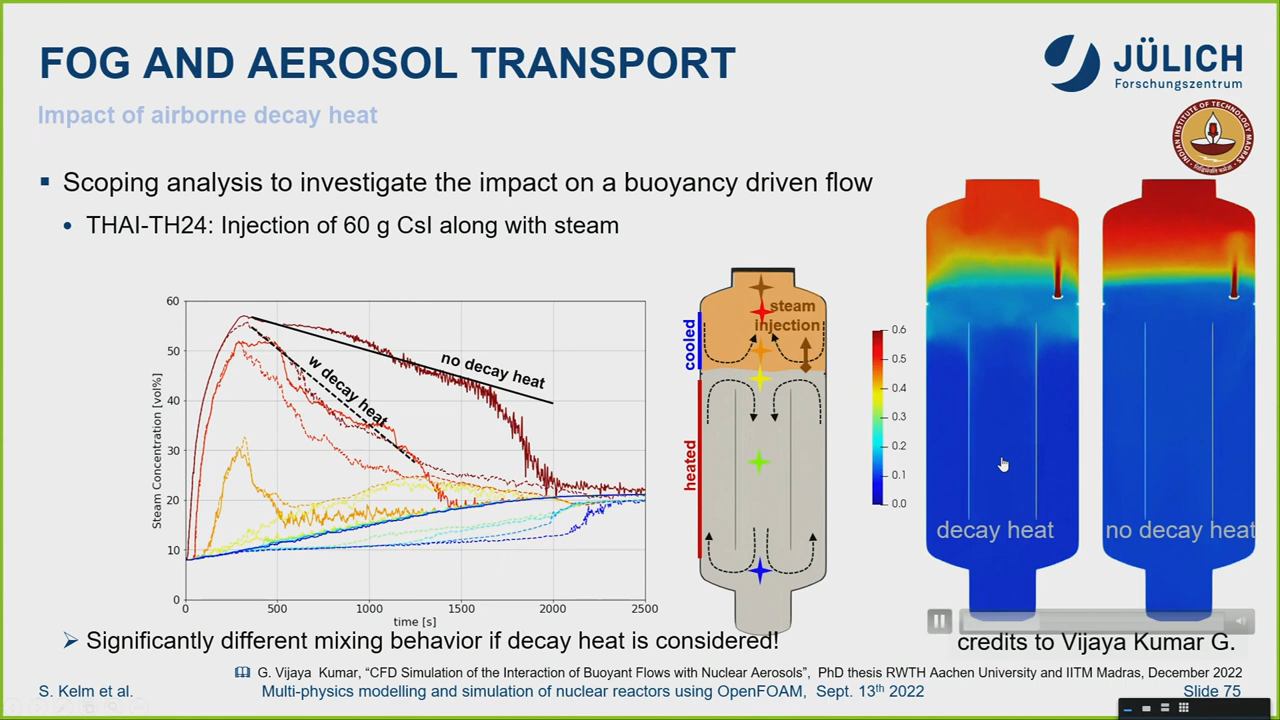 FOG AND AEROSOL TRANSPORT
JÜLICH
Forschungszentrum
Impact of airborne decay heat
INDIAN INSTITUTE OF TECHNOLOGY MADRAS
Scoping analysis to investigate the impact on a buoyancy driven flow
THAI-TH24: Injection of 60 g CsI along with steam
60
50
40
30
20
10
0
Steam Concentration [vol%]
no decay heat
w decay heat
0
500
1000
1500
2000
2500
time [s]
steam
injection
cooled
heated
0.6
0.5
0.4
0.3
0.2
0.1
0.0
decay heat
no decay heat
Significantly different mixing behavior if decay heat is considered!
credits to Vijaya Kumar G.
G. Vijaya Kumar, “CFD Simulation of the Interaction of Buoyant Flows with Nuclear Aerosols”, PhD thesis RWTH Aachen University and IITM Madras, December 2022
S. Kelm et al.
Multi-physics modelling and simulation of nuclear reactors using OpenFOAM, Sept. 13th 2022
Slide 75